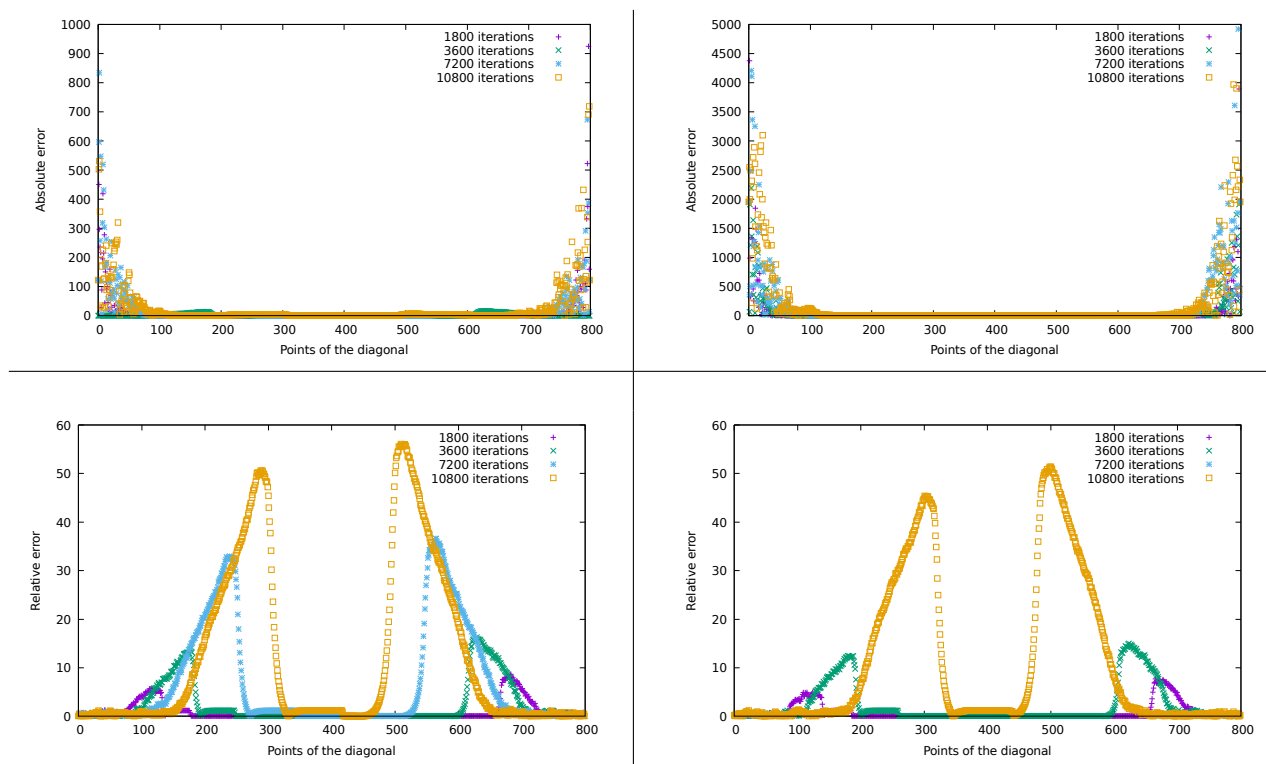 1000
900
800
700
600
500
400
300
200
100
0
Absolute error
1800 iterations
3600 iterations
7200 iterations
10800 iterations
0 100 200 300 400 500 600 700 800
Points of the diagonal
5000
4500
4000
3500
3000
2500
2000
1500
1000
500
0
Absolute error
1800 iterations
3600 iterations
7200 iterations
10800 iterations
0 100 200 300 400 500 600 700 800
Points of the diagonal
60
50
40
30
20
10
0
Relative error
1800 iterations
3600 iterations
7200 iterations
10800 iterations
0 100 200 300 400 500 600 700 800
Points of the diagonal
60
50
40
30
20
10
0
Relative error
1800 iterations
3600 iterations
7200 iterations
10800 iterations
0 100 200 300 400 500 600 700 800
Points of the diagonal